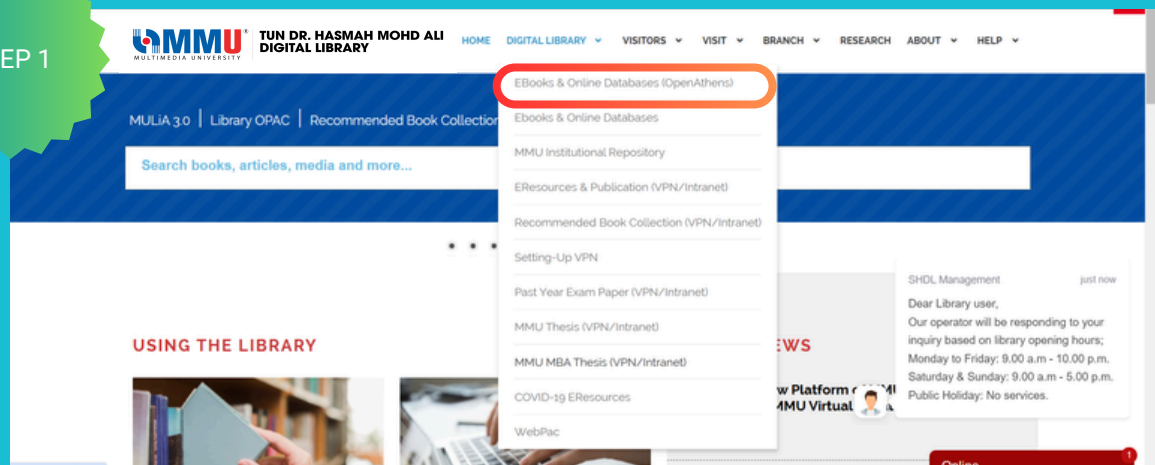 EP 1
MMU
MULTIMEDIA UNIVERSITY
TUN DR. HASMAH MOHD ALI
DIGITAL LIBRARY
HOME DIGITAL LIBRARY VISITORS VISIT BRANCH RESEARCH ABOUT HELP
EBooks & Online Databases (OpenAthens)
Ebooks & Online Databases
MMU Institutional Repository
EResources & Publication (VPN/Intranet)
Recommended Book Collection (VPN/Intranet)
Setting-Up VPN
Past Year Exam Paper (VPN/Intranet)
MMU Thesis (VPN/Intranet)
MMU MBA Thesis (VPN/Intranet)
COVID-19 EResources
WebPac
MULiA 3.0 | Library OPAC | Recommended Book Collection
Search books, articles, media and more...
USING THE LIBRARY
EWS
w Platform
MMU Virtual
SHDL Management just now
Dear Library user,
Our operator will be responding to your
inquiry based on library opening hours;
Monday to Friday: 9.00 a.m - 10.00 p.m.
Saturday & Sunday: 9.00 a.m - 5.00 p.m.
Public Holiday: No services.
1
Online